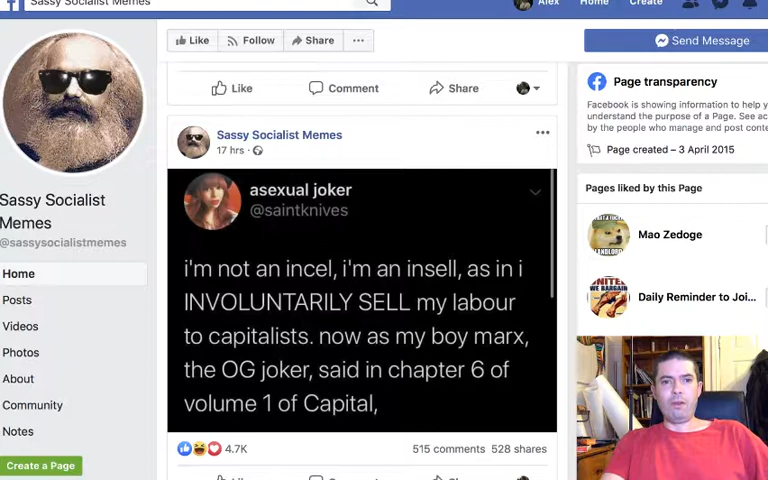 Sassy Socialist Memes
Alex Home Create
Like Follow Share
Send Message
Like Comment Share
Page transparency
Facebook is showing information to help y
understand the purpose of a Page. See ac
by the people who manage and post conte
Page created – 3 April 2015
Sassy Socialist Memes
17 hrs ·
asexual joker
@saintknives
i'm not an incel, i'm an insell, as in i
INVOLUNTARILY SELL my labour
to capitalists. now as my boy marx,
the OG joker, said in chapter 6 of
volume 1 of Capital,
4.7K 515 comments 528 shares
Sassy Socialist
Memes
@sassysocialistmemes
Home
Posts
Videos
Photos
About
Community
Notes
Create a Page
Pages liked by this Page
Mao Zedoge
LANDLORD
Daily Reminder to Joi...